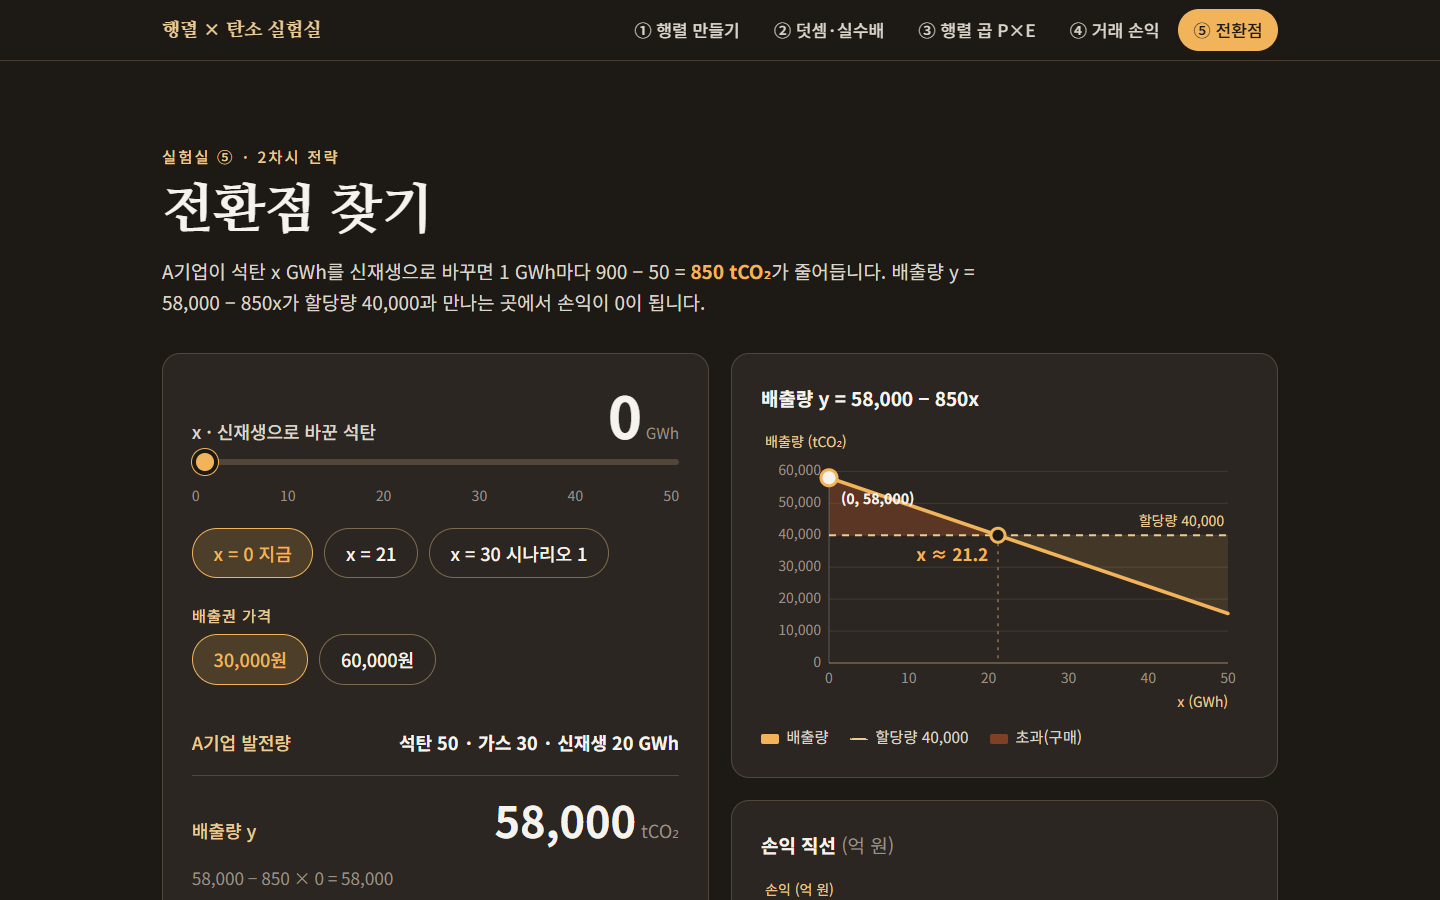 행렬 × 탄소 실험실
① 행렬 만들기
② 덧셈·실수배
③ 행렬 곱 P×E
④ 거래 손익
⑤ 전환점
실험실 ⑤ · 2차시 전략
전환점 찾기
A기업이 석탄 x GWh를 신재생으로 바꾸면 1 GWh마다 900 − 50 = 850 tCO₂가 줄어듭니다. 배출량 y =
58,000 − 850x가 할당량 40,000과 만나는 곳에서 손익이 0이 됩니다.
x · 신재생으로 바꾼 석탄
0 GWh
0 10 20 30 40 50
x = 0 지금
x = 21
x = 30 시나리오 1
배출권 가격
30,000원
60,000원
A기업 발전량
석탄 50 · 가스 30 · 신재생 20 GWh
배출량 y
58,000 tCO₂
58,000 − 850 × 0 = 58,000
배출량 y = 58,000 − 850x
배출량 (tCO₂)
60,000
50,000
40,000
30,000
20,000
10,000
0
(0, 58,000)
할당량 40,000
x ≈ 21.2
0 10 20 30 40 50
x (GWh)
배출량
할당량 40,000
초과(구매)
손익 직선 (억 원)
손익 (억 원)